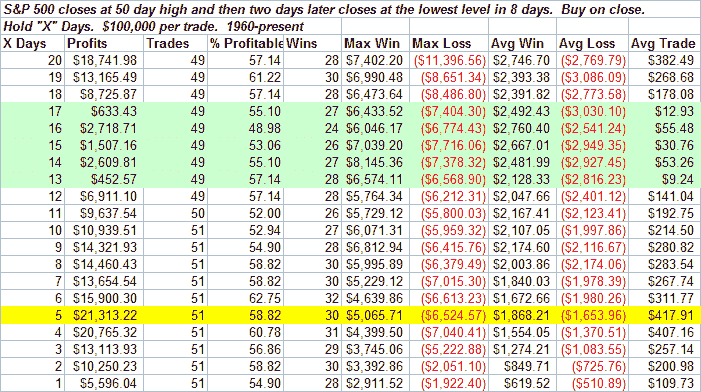 S&P 500 closes at 50 day high and then two days later closes at the lowest level in 8 days. Buy on close.
Hold "X" Days. $100,000 per trade. 1960-present
X Days Profits Trades % Profitable Wins Max Win Max Loss Avg Win Avg Loss Avg Trade
20 $18,741.98 49 57.14 28 $7,402.20 ($11,396.56) $2,746.70 ($2,769.79) $382.49
19 $13,165.49 49 61.22 30 $6,990.48 ($8,651.34) $2,393.38 ($3,086.09) $268.68
18 $8,725.87 49 57.14 28 $6,473.64 ($8,486.80) $2,391.82 ($2,773.58) $178.08
17 $633.43 49 55.10 27 $6,433.52 ($7,404.30) $2,492.43 ($3,030.10) $12.93
16 $2,718.71 49 48.98 24 $6,046.17 ($6,774.43) $2,760.40 ($2,541.24) $55.48
15 $1,507.16 49 53.06 26 $7,039.20 ($7,716.06) $2,667.01 ($2,949.35) $30.76
14 $2,609.81 49 55.10 27 $8,145.36 ($7,378.32) $2,481.99 ($2,927.45) $53.26
13 $452.57 49 57.14 28 $6,574.11 ($6,568.90) $2,128.33 ($2,816.23) $9.24
12 $6,911.10 49 57.14 28 $5,764.34 ($6,212.31) $2,047.66 ($2,401.12) $141.04
11 $9,637.54 50 52.00 26 $5,729.12 ($5,800.03) $2,167.41 ($2,123.41) $192.75
10 $10,939.51 51 52.94 27 $6,071.31 ($5,959.32) $2,107.05 ($1,997.86) $214.50
9 $14,321.93 51 54.90 28 $6,812.94 ($6,415.76) $2,174.60 ($2,116.67) $280.82
8 $14,460.43 51 58.82 30 $5,995.89 ($6,379.49) $2,003.86 ($2,174.06) $283.54
7 $13,654.54 51 58.82 30 $5,229.12 ($7,015.30) $1,840.03 ($1,978.39) $267.74
6 $15,900.30 51 62.75 32 $4,639.86 ($6,613.23) $1,672.66 ($1,980.26) $311.77
5 $21,313.22 51 58.82 30 $5,065.71 ($6,524.57) $1,868.21 ($1,653.96) $417.91
4 $20,765.32 51 60.78 31 $4,399.50 ($7,040.41) $1,554.05 ($1,370.51) $407.16
3 $13,113.93 51 56.86 29 $3,745.06 ($5,222.88) $1,274.21 ($1,083.55) $257.14
2 $10,250.23 51 58.82 30 $3,392.86 ($2,051.10) $849.71 ($725.76) $200.98
1 $5,596.04 51 54.90 28 $2,911.52 ($1,922.40) $619.52 ($510.89) $109.73